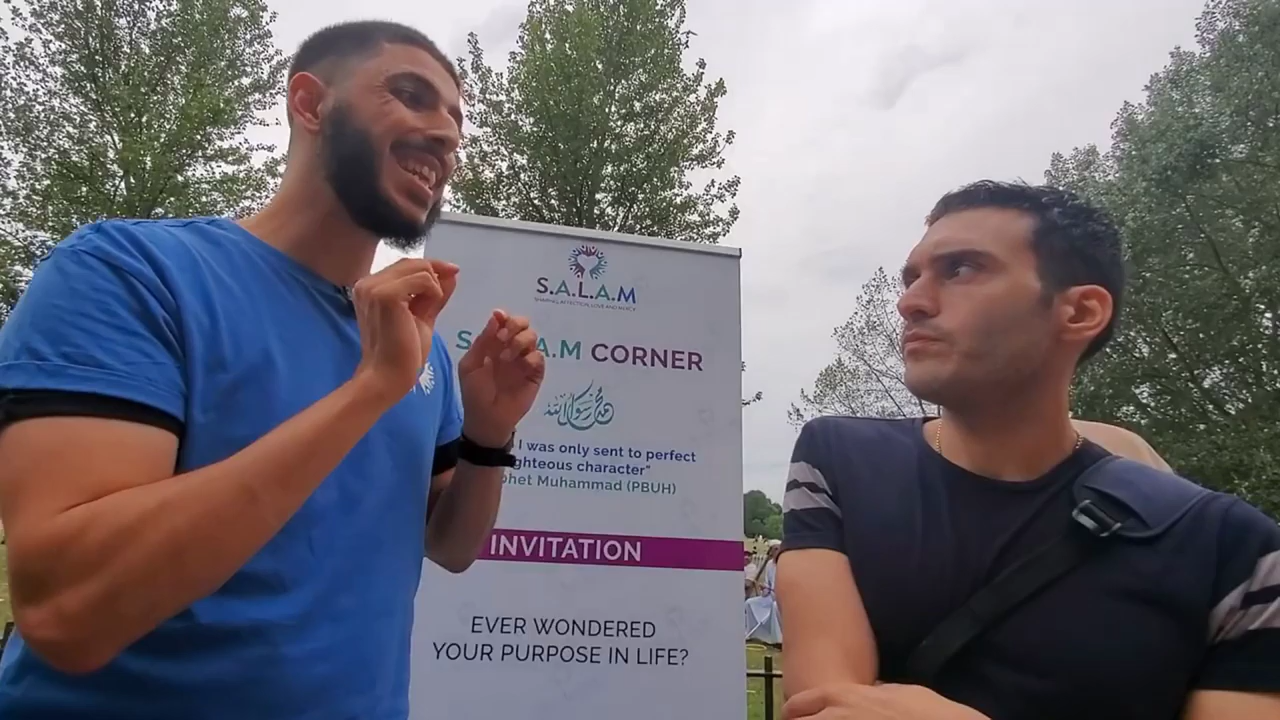 S.A.L.A.M
SHARING AFFECTION, LOVE AND MERCY
S A.M CORNER
محمد رسول الله
I was only sent to perfect
ghteous character"
phet Muhammad (PBUH)
INVITATION
EVER WONDERED
YOUR PURPOSE IN LIFE?